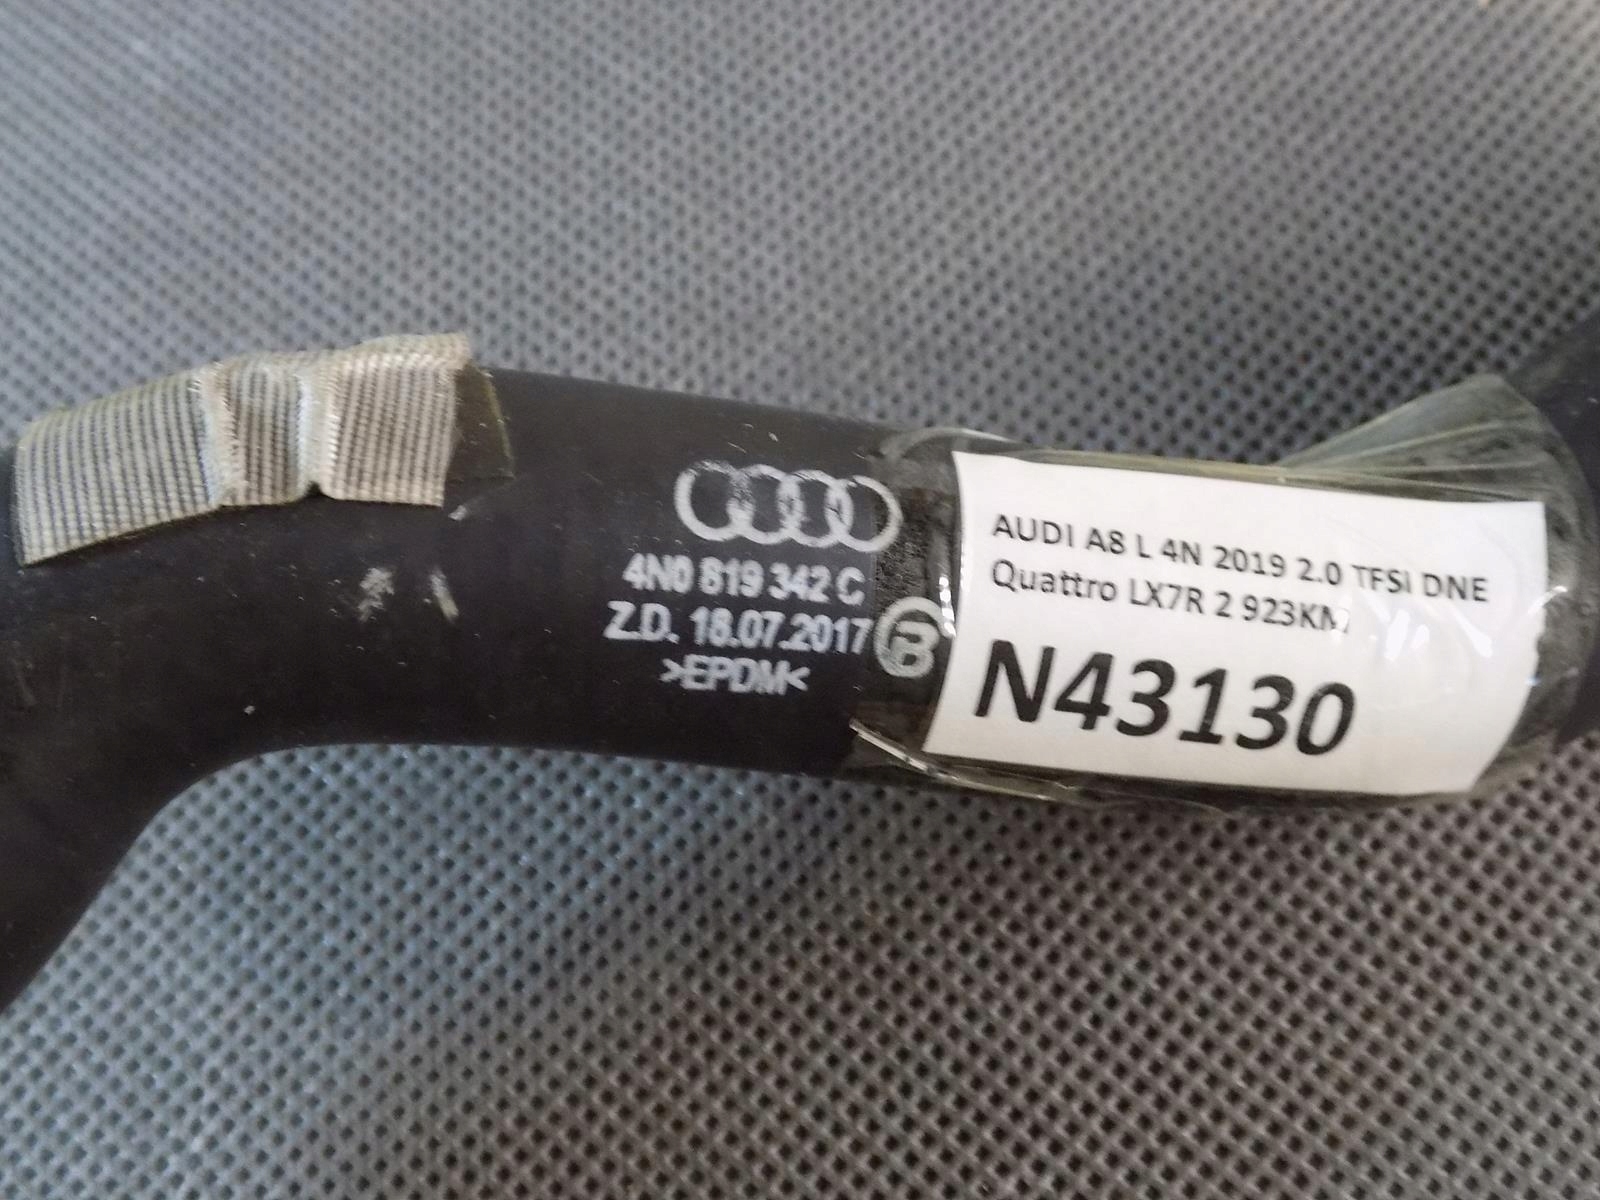 4N0 819 342 C
Z.D. 18.07.2017
>EPDM<
B
AUDI A8 L 4N 2019 2.0 TFSI DNE
Quattro LX7R 2 923KM
N43130